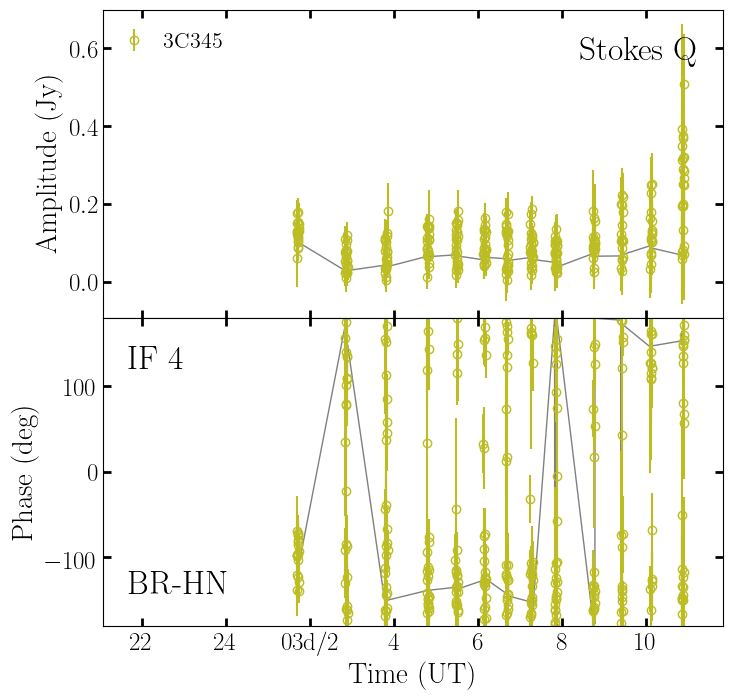 3C345
Stokes Q
Amplitude (Jy)
0.6
0.4
0.2
0.0
IF 4
BR-HN
Phase (deg)
100
0
−100
22 24 03d/2 4 6 8 10
Time (UT)